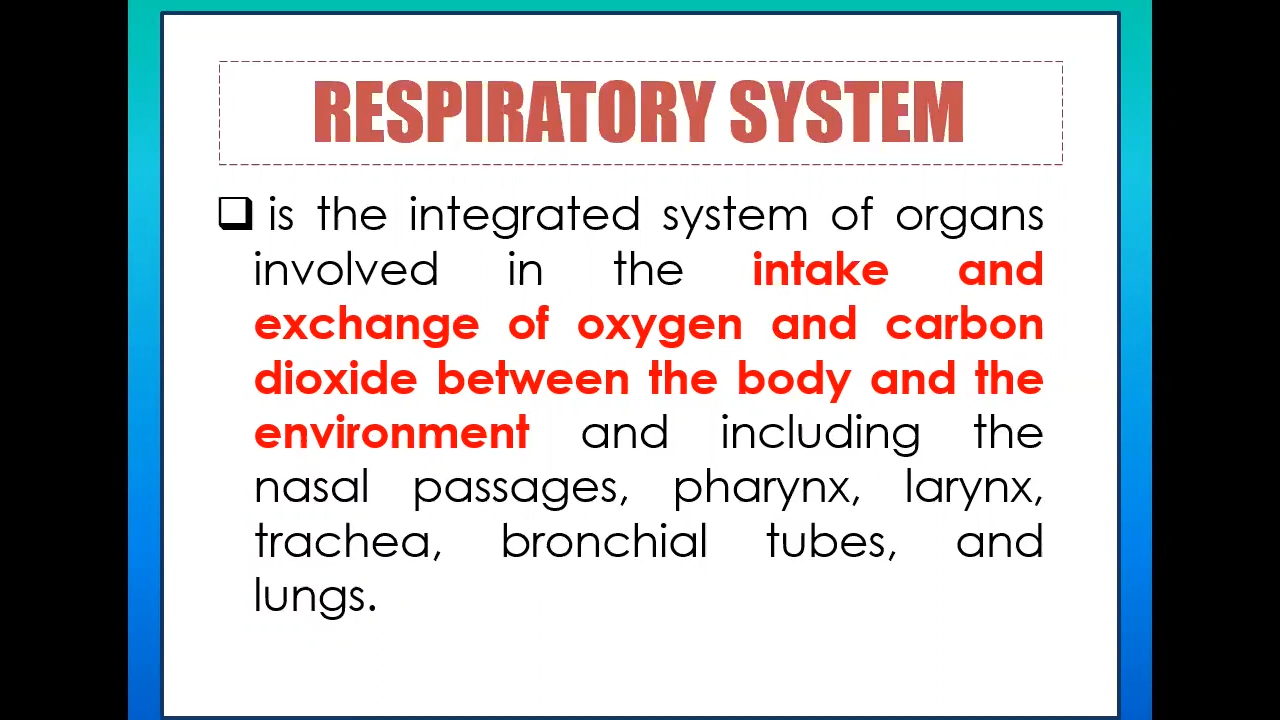 RESPIRATORY SYSTEM
❑ is the integrated system of organs
involved in the intake and
exchange of oxygen and carbon
dioxide between the body and the
environment and including the
nasal passages, pharynx, larynx,
trachea, bronchial tubes, and
lungs.